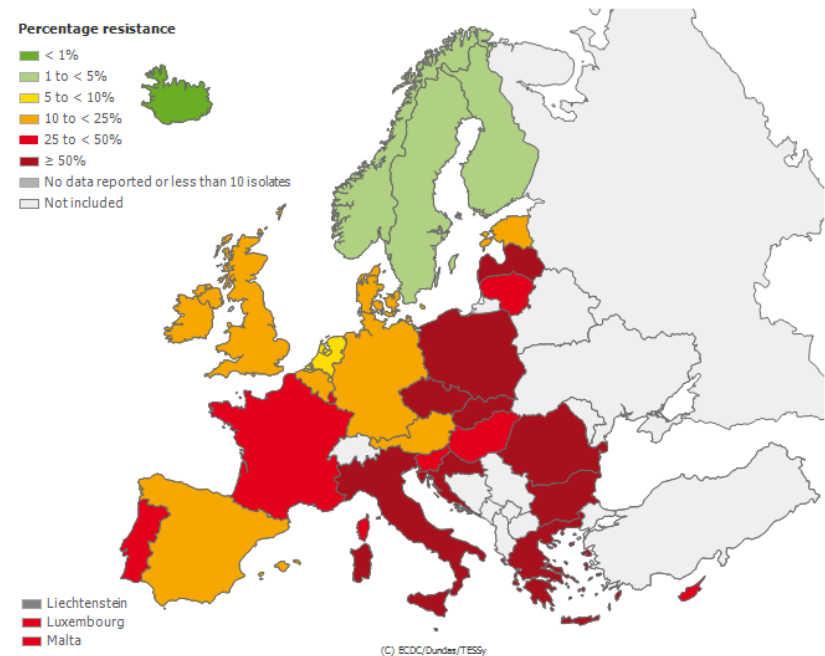 Percentage resistance
< 1%
1 to < 5%
5 to < 10%
10 to < 25%
25 to < 50%
≥ 50%
No data reported or less than 10 isolates
Not included
Liechtenstein
Luxembourg
Malta
(C) ECDC/Dundas/TESSy